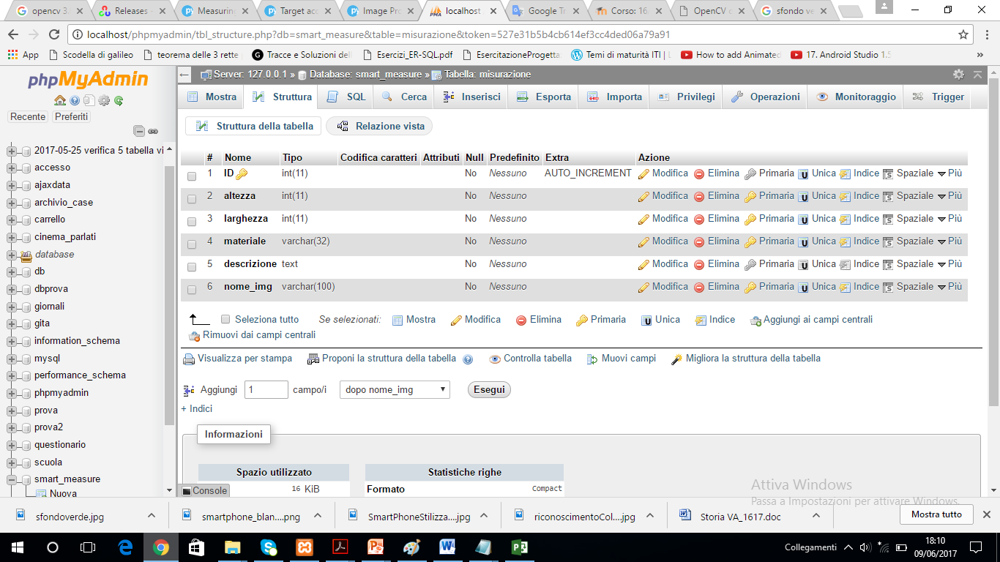 opencv 3.
Releases -
Measurin
Target acc
Image Pro
localhost /
Google Tr
Corso: 16
OpenCV c
sfondo ve
localhost/phpmyadmin/tbl_structure.php?db=smart_measure&table=misurazione&token=527e31b5b4cb614ef3cc4ded06a79a91
App
Scodella di galileo
teorema delle 3 rette
Tracce e Soluzioni del
Esercizi_ER-SQL.pdf
EsercitazioneProgetta
Temi di maturità ITI | L
How to add Animated
17. Android Studio 1.5
»
phpMyAdmin
Recente Preferiti
2017-05-25 verifica 5 tabella vi
accesso
ajaxdata
archivio_case
carrello
cinema_parlati
database
db
dbprova
giornali
gita
information_schema
mysql
performance_schema
phpmyadmin
prova
prova2
questionario
scuola
smart_measure
Nuova
Server: 127.0.0.1 » Database: smart_measure » Tabella: misurazione
Mostra Struttura SQL Cerca Inserisci Esporta Importa Privilegi Operazioni Monitoraggio Trigger
Struttura della tabella Relazione vista
# Nome Tipo Codifica caratteri Attributi Null Predefinito Extra Azione
1 ID int(11) No Nessuno AUTO_INCREMENT Modifica Elimina Primaria Unica Indice Spaziale Più
2 altezza int(11) No Nessuno Modifica Elimina Primaria Unica Indice Spaziale Più
3 larghezza int(11) No Nessuno Modifica Elimina Primaria Unica Indice Spaziale Più
4 materiale varchar(32) No Nessuno Modifica Elimina Primaria Unica Indice Spaziale Più
5 descrizione text No Nessuno Modifica Elimina Primaria Unica Indice Spaziale Più
6 nome_img varchar(100) No Nessuno Modifica Elimina Primaria Unica Indice Spaziale Più
Seleziona tutto Se selezionati: Mostra Modifica Elimina Primaria Unica Indice Aggiungi ai campi centrali
Rimuovi dai campi centrali
Visualizza per stampa Proponi la struttura della tabella Controlla tabella Muovi campi Migliora la struttura della tabella
Aggiungi 1 campo/i dopo nome_img Esegui
+ Indici
Informazioni
Spazio utilizzato Statistiche righe
16 KiB Formato Compact
Console
Attiva Windows
Passa a Impostazioni per attivare Windows.
sfondoverde.jpg
smartphone_blan....png
SmartPhoneStilizza....jpg
riconoscimentoCol....jpg
Storia VA_1617.doc
Mostra tutto
Collegamenti
18:10
09/06/2017